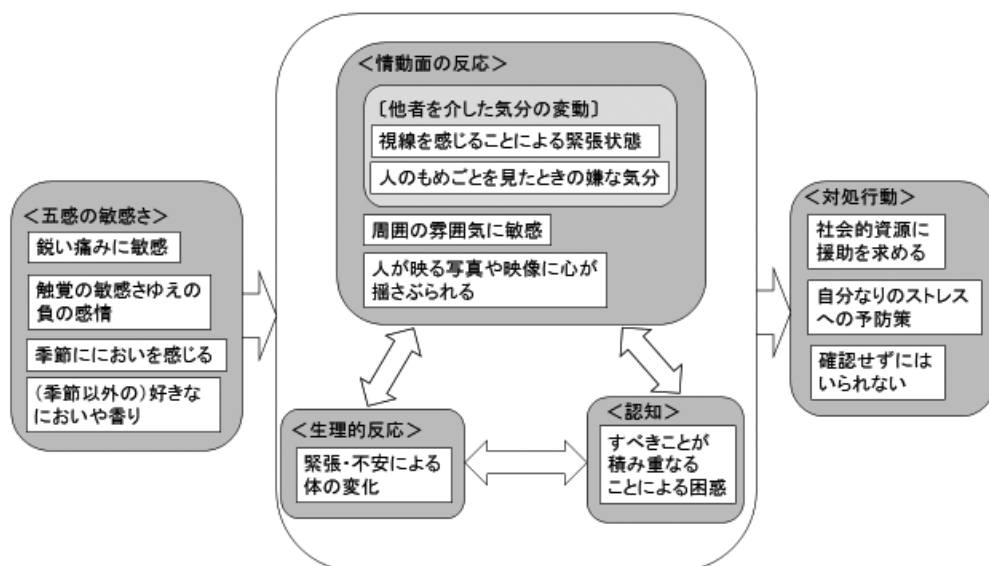 <五感の敏感さ>
鋭い痛みに敏感
触覚の敏感さゆえの
負の感情
季節ににおいを感じる
(季節以外の)好きな
においや香り
<情動面の反応>
〔他者を介した気分の変動〕
視線を感じることによる緊張状態
人のもめごとを見たときの嫌な気分
周囲の雰囲気に敏感
人が映る写真や映像に心が
揺さぶられる
<生理的反応>
緊張・不安による
体の変化
<認知>
すべきことが
積み重なる
ことによる困惑
<対処行動>
社会的資源に
援助を求める
自分なりのストレス
への予防策
確認せずには
いられない